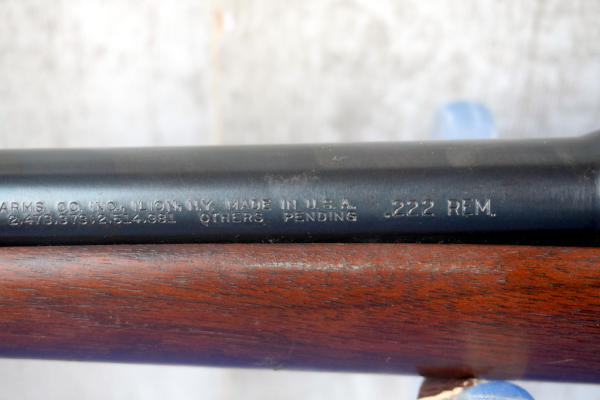 ARMS CO. INC. ILION, N.Y. MADE IN U.S.A.
2,473,373;2,514,981 OTHERS PENDING
.222 REM.